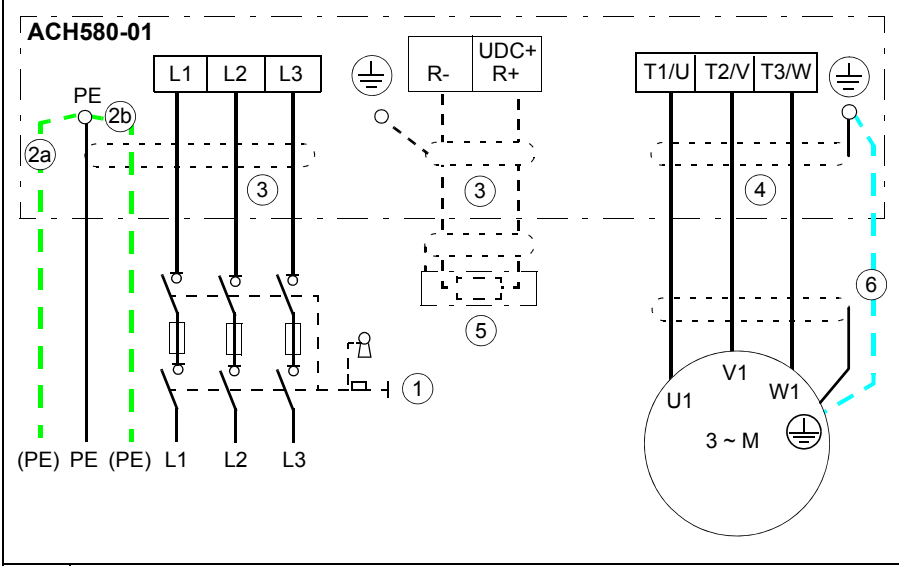 ACH580-01
UDC+
L1 L2 L3 R- R+ T1/U T2/V T3/W
PE
2b
2a
3 3 4
6
5
1
V1
U1 W1
3 ~ M
(PE) PE (PE) L1 L2 L3